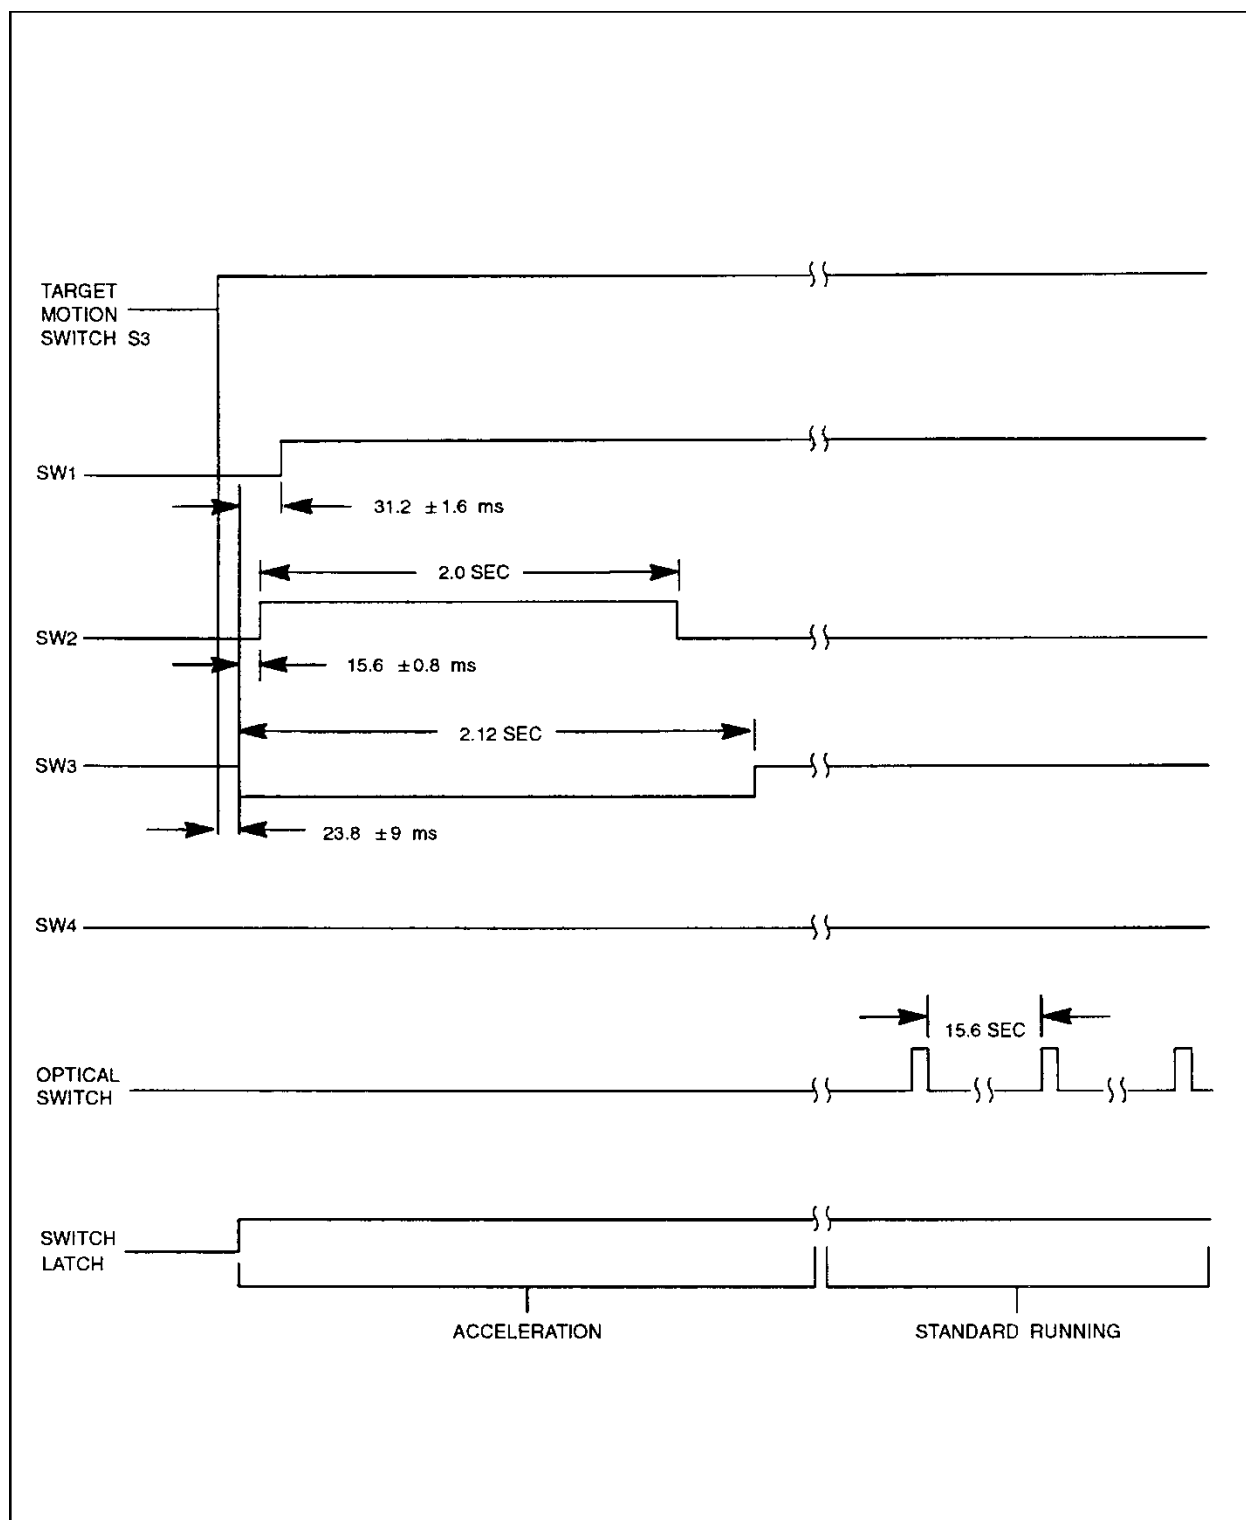 TARGET
MOTION
SWITCH S3
SW1
31.2 ±1.6 ms
2.0 SEC
SW2
15.6 ±0.8 ms
2.12 SEC
SW3
23.8 ±9 ms
SW4
15.6 SEC
OPTICAL
SWITCH
SWITCH
LATCH
ACCELERATION
STANDARD RUNNING